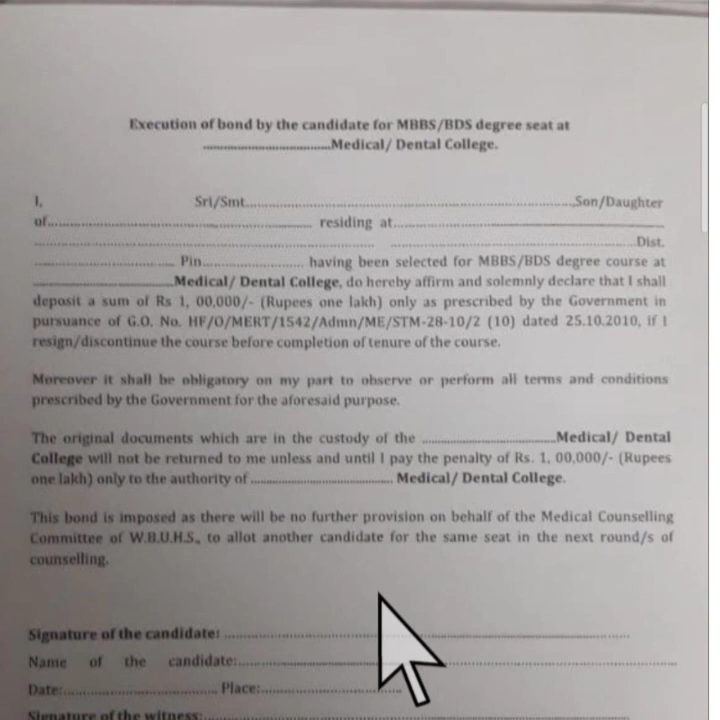 Execution of bond by the candidate for MBBS/BDS degree seat at
..............................Medical/ Dental College.
I, Sri/Smt..............................................................................Son/Daughter
of................................................................ residing at................................................................
................................................................................ ..........................................................Dist.
.................................. Pin........................ having been selected for MBBS/BDS degree course at
..................................Medical/ Dental College, do hereby affirm and solemnly declare that I shall
deposit a sum of Rs 1, 00,000/- (Rupees one lakh) only as prescribed by the Government in
pursuance of G.O. No. HF/O/MERT/1542/Admn/ME/STM-28-10/2 (10) dated 25.10.2010, if I
resign/discontinue the course before completion of tenure of the course.
Moreover it shall be obligatory on my part to observe or perform all terms and conditions
prescribed by the Government for the aforesaid purpose.
The original documents which are in the custody of the ................................Medical/ Dental
College will not be returned to me unless and until I pay the penalty of Rs. 1, 00,000/- (Rupees
one lakh) only to the authority of .................................. Medical/ Dental College.
This bond is imposed as there will be no further provision on behalf of the Medical Counselling
Committee of W.B.U.H.S., to allot another candidate for the same seat in the next round/s of
counselling.
Signature of the candidate: ................................................................................
Name of the candidate:................................................................................
Date:.................................. Place:..................................
Signature of the witness:................................